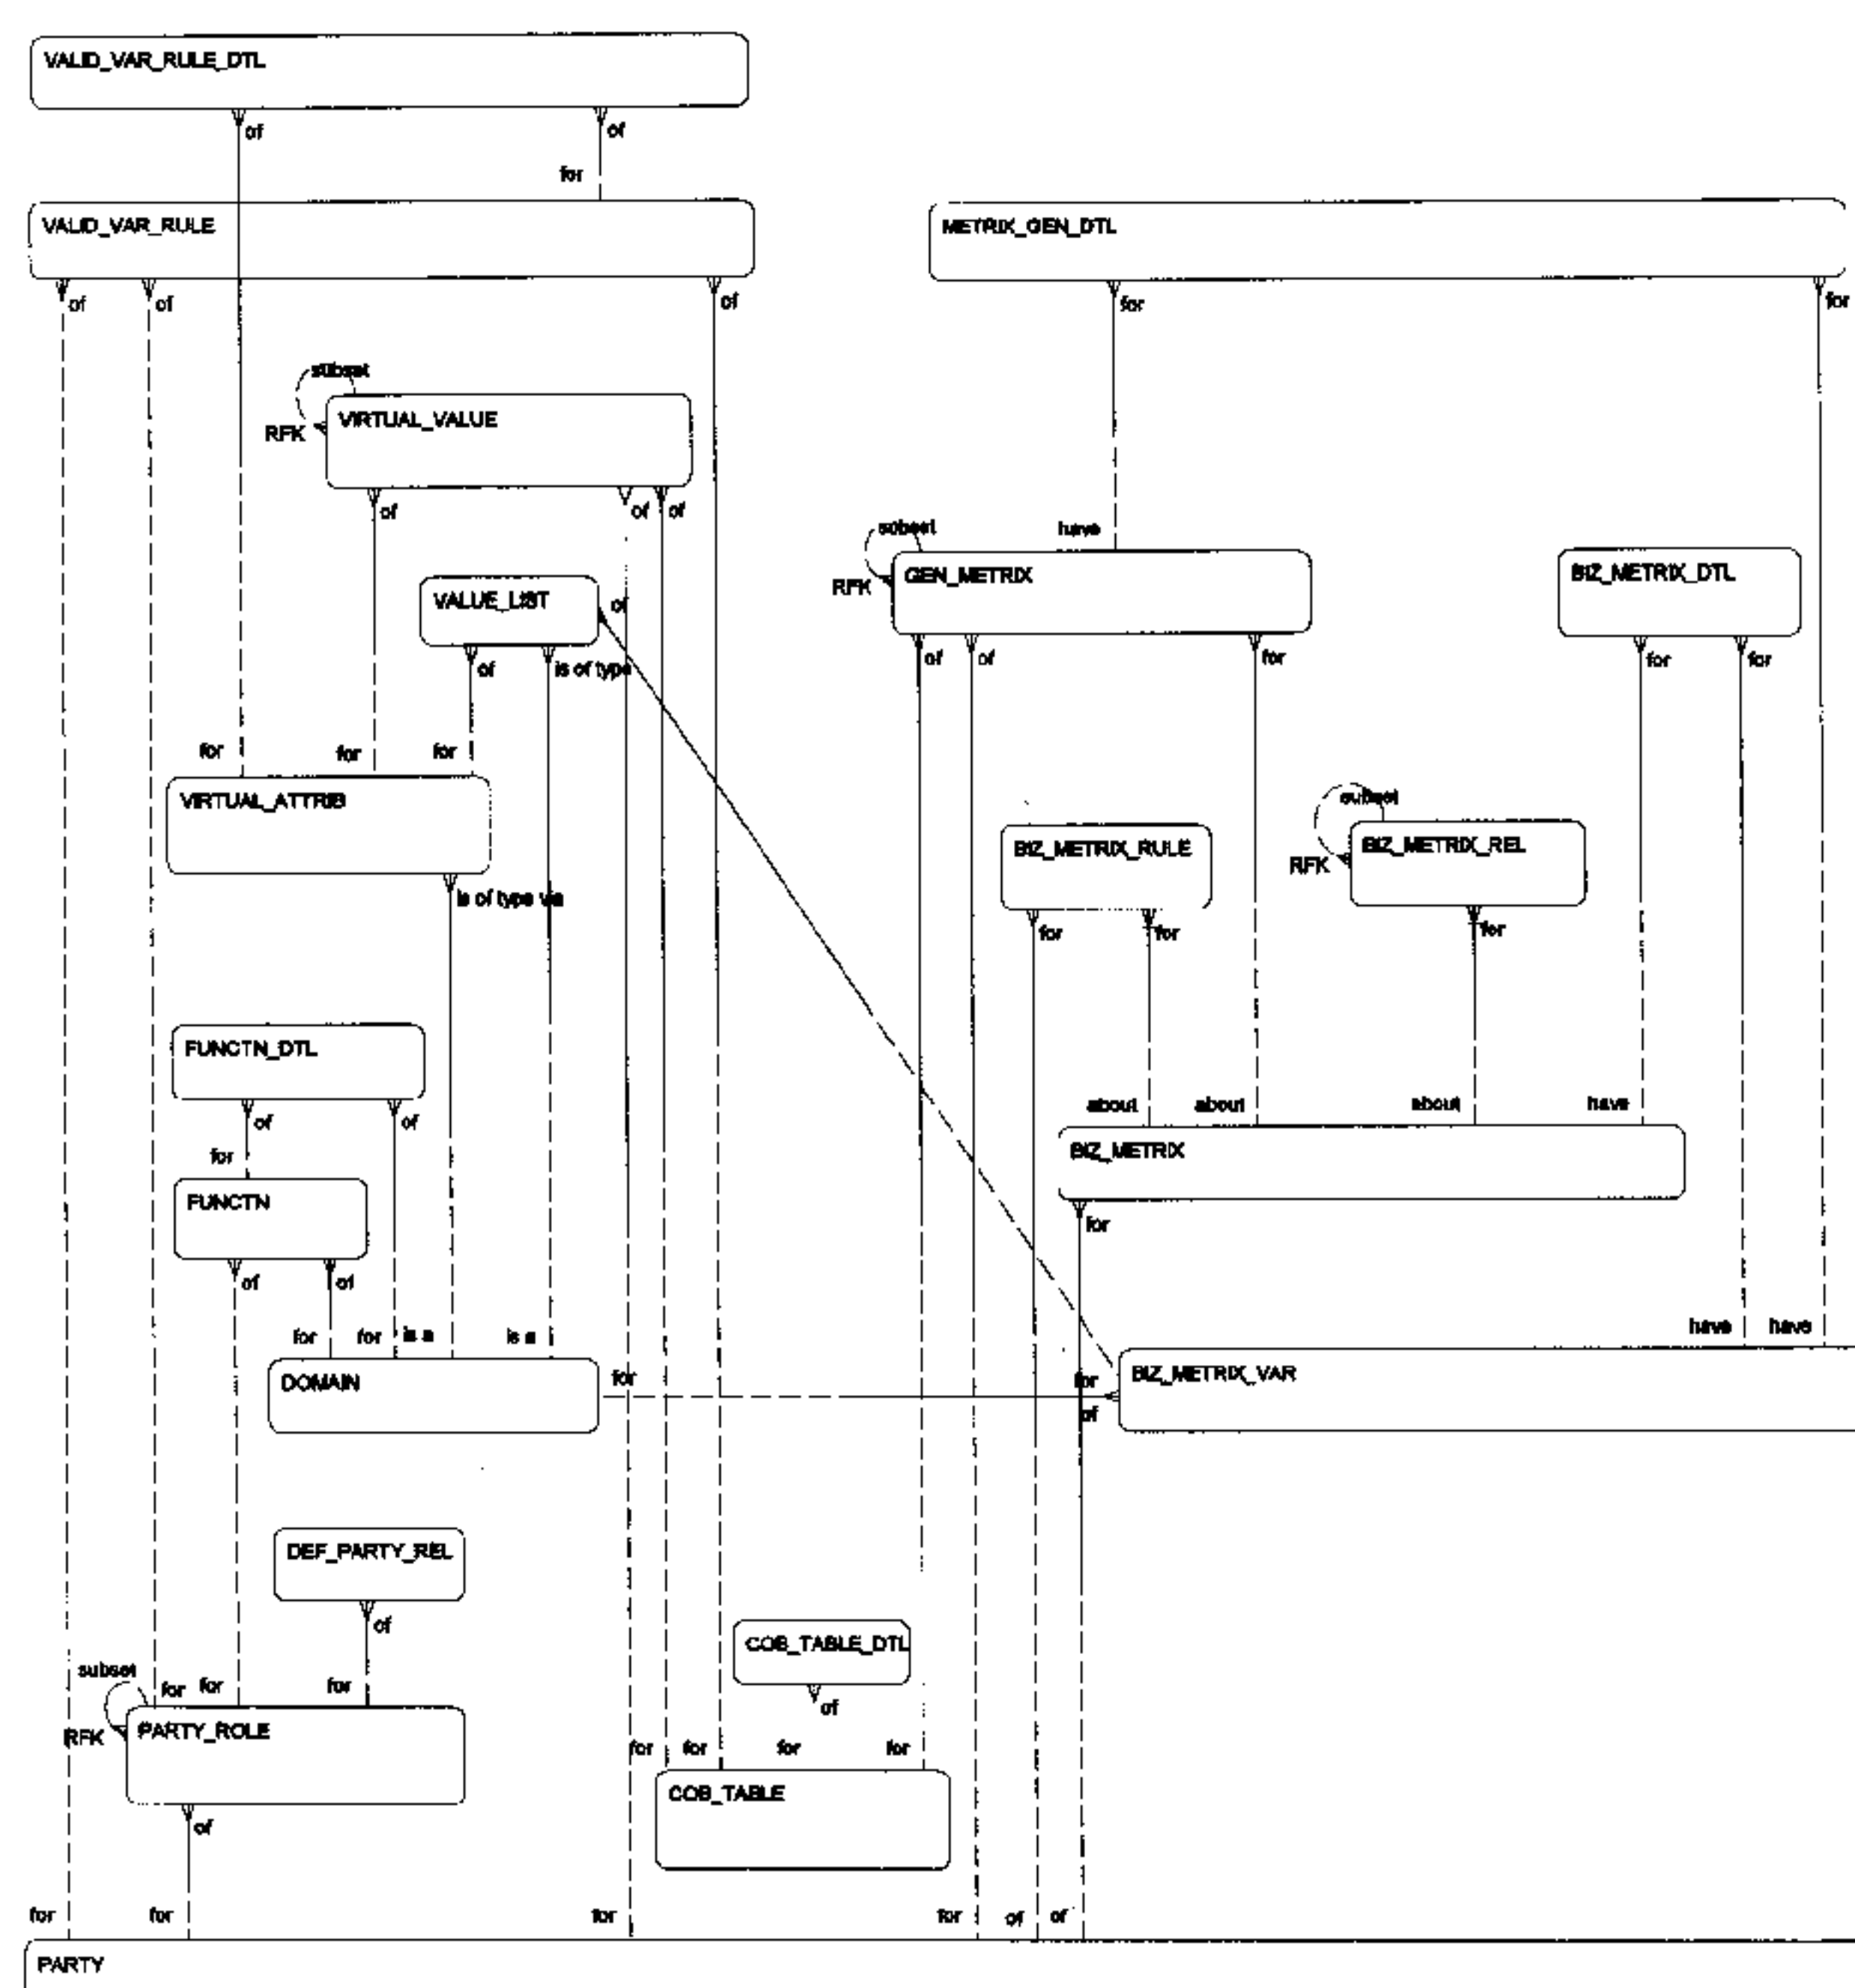 VALID_VAR_RULE_DTL
of
of
for
VALID_VAR_RULE
METRIX_GEN_DTL
of
of
of
for
for
subset
VIRTUAL_VALUE
RFK
of
of
of
subset
have
RFK
GEN_METRIX
BIZ_METRIX_DTL
VALUE_LIST
of
of
is of type
of
of
for
for
for
for
for
for
VIRTUAL_ATTRIB
subset
BIZ_METRIX_RULE
BIZ_METRIX_REL
RFK
is of type via
for
for
for
FUNCTN_DTL
of
of
about
about
about
have
for
BIZ_METRIX
FUNCTN
for
of
of
for
for
is a
is a
have
have
DOMAIN
for
for
BIZ_METRIX_VAR
of
DEF_PARTY_REL
of
COB_TABLE_DTL
of
subset
for
for
for
RFK
PARTY_ROLE
for
for
for
for
COB_TABLE
of
for
for
for
for
of
of
PARTY